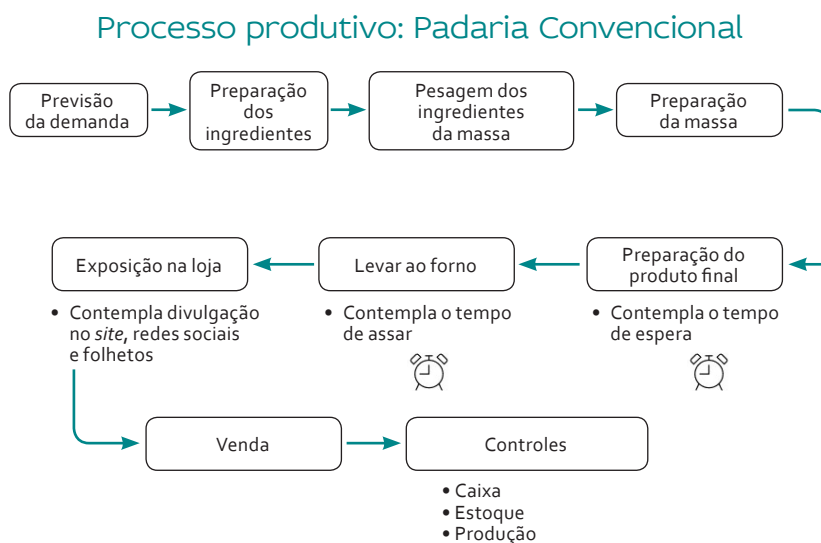 Processo produtivo: Padaria Convencional
Previsão
da demanda
Preparação
dos
ingredientes
Pesagem dos
ingredientes
da massa
Preparação
da massa
Preparação do
produto final
• Contempla o tempo
de espera
Levar ao forno
• Contempla o tempo
de assar
Exposição na loja
• Contempla divulgação
no site, redes sociais
e folhetos
Venda
Controles
• Caixa
• Estoque
• Produção